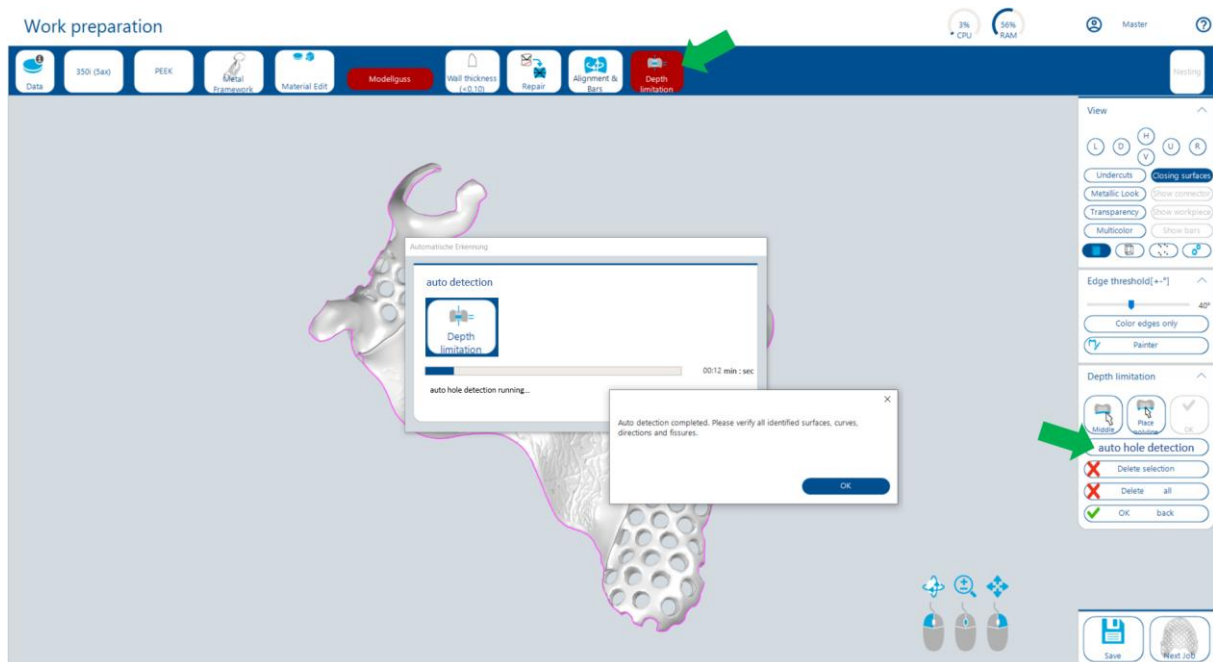 Work preparation
3%
CPU
56%
RAM
Master
?
Data
350i (5ax)
PEEK
Metal
Framework
Material Edit
Modellguss
Wall thickness
(<0,10)
Repair
Alignment &
Bars
Depth
limitation
Nesting
View
L
D
H
V
U
R
Undercuts
Closing surfaces
Metallic Look
Show connector
Transparency
Show workpiece
Multicolor
Show bars
Edge threshold[+-°]
40°
Color edges only
Painter
Depth limitation
Middle
Place
OK
auto hole detection
Delete selection
Delete all
OK back
Automatische Erkennung
auto detection
Depth
limitation
00:12 min : sec
auto hole detection running...
Auto detection completed. Please verify all identified surfaces, curves,
directions and fissures.
OK
Save
Next Job